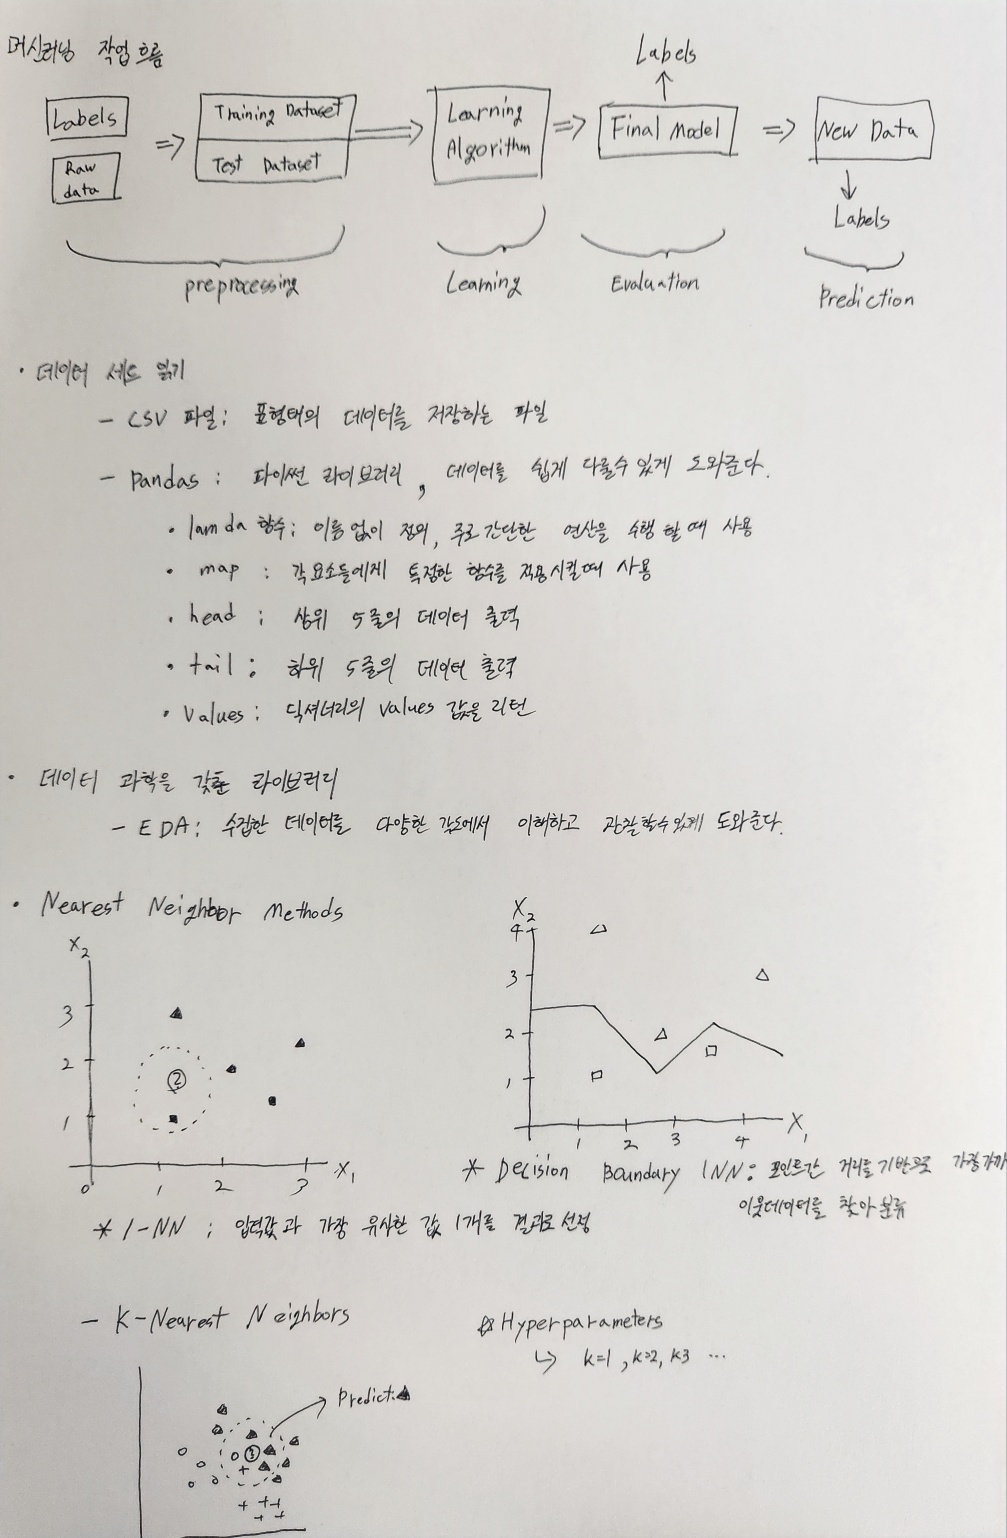 머신러닝 작업 흐름
Labels
Labels
Raw
data
⇒
Training Dataset
Test Dataset
⇒
Learning
Algorithm
⇒
Final Model
⇒
New Data
Labels
preprocessing
Learning
Evaluation
Prediction
• 데이터 세트 읽기
- CSV 파일: 표형태의 데이터를 저장하는 파일
- Pandas : 파이썬 라이브러리, 데이터를 쉽게 다룰수 있게 도와준다.
• lamda 함수: 이름 없이 정의, 주로 간단한 연산을 수행 할 때 사용
• map : 각 요소들에게 특정한 함수를 적용시킬때 사용
• head : 상위 5줄의 데이터 출력
• tail : 하위 5줄의 데이터 출력
• Values : 딕셔너리의 values 값을 리턴
• 데이터 과학을 갖춘 라이브러리
- EDA: 수집한 데이터를 다양한 각도에서 이해하고 관찰할수 있게 도와준다.
• Nearest Neighbor Methods
X2
3
2
1
0
1
2
3
X1
?
X2
4
3
2
1
1
2
3
4
X1
* Decision Boundary 1NN: 포인트간 거리를 기반으로 가장가까
이웃데이터를 찾아 분류
* 1-NN : 입력값과 가장 유사한 값 1개를 결과로 선정
- K-Nearest Neighbors
☆ Hyperparameters
↳ k=1, k=2, k3 ...
Predict: